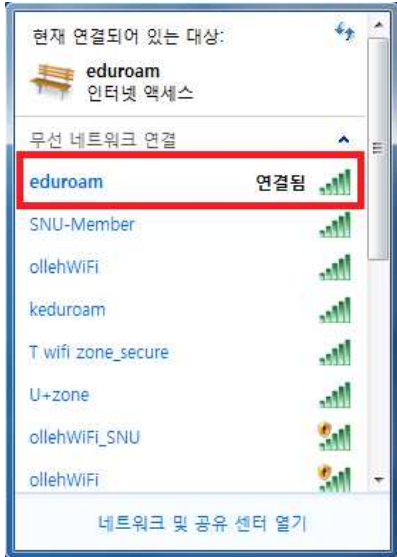 현재 연결되어 있는 대상:
eduroam
인터넷 액세스
무선 네트워크 연결
eduroam 연결됨
SNU-Member
ollehWiFi
keduroam
T wifi zone_secure
U+zone
ollehWiFi_SNU
ollehWiFi
네트워크 및 공유 센터 열기